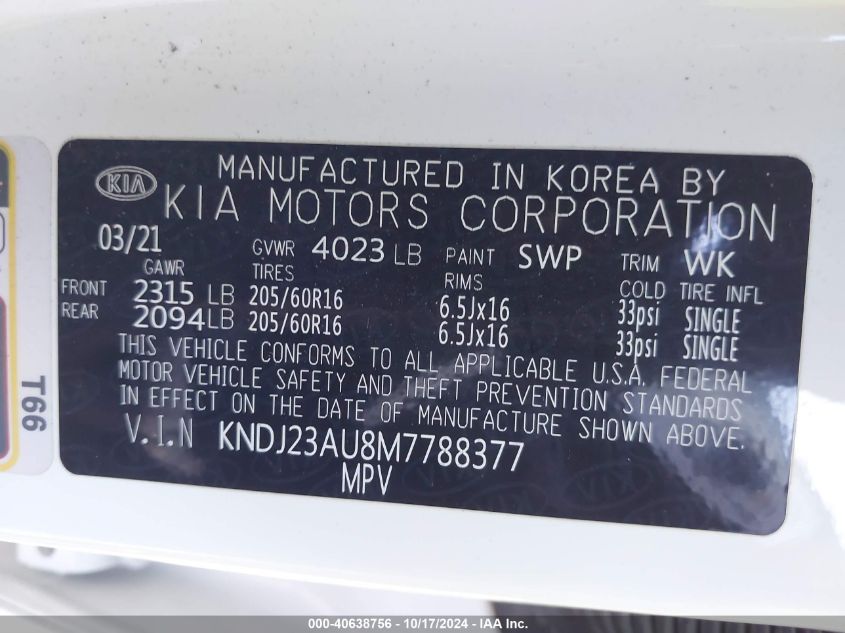 KIA
MANUFACTURED IN KOREA BY
KIA MOTORS CORPORATION
03/21 GVWR 4023 LB PAINT SWP TRIM WK
GAWR TIRES RIMS COLD TIRE INFL
FRONT 2315 LB 205/60R16 6.5Jx16 33psi SINGLE
REAR 2094 LB 205/60R16 6.5Jx16 33psi SINGLE
THIS VEHICLE CONFORMS TO ALL APPLICABLE U.S.A. FEDERAL
MOTOR VEHICLE SAFETY AND THEFT PREVENTION STANDARDS
IN EFFECT ON THE DATE OF MANUFACTURE SHOWN ABOVE.
V.I.N KNDJ23AU8M7788377
MPV
T66
000-40638756 - 10/17/2024 - IAA Inc.